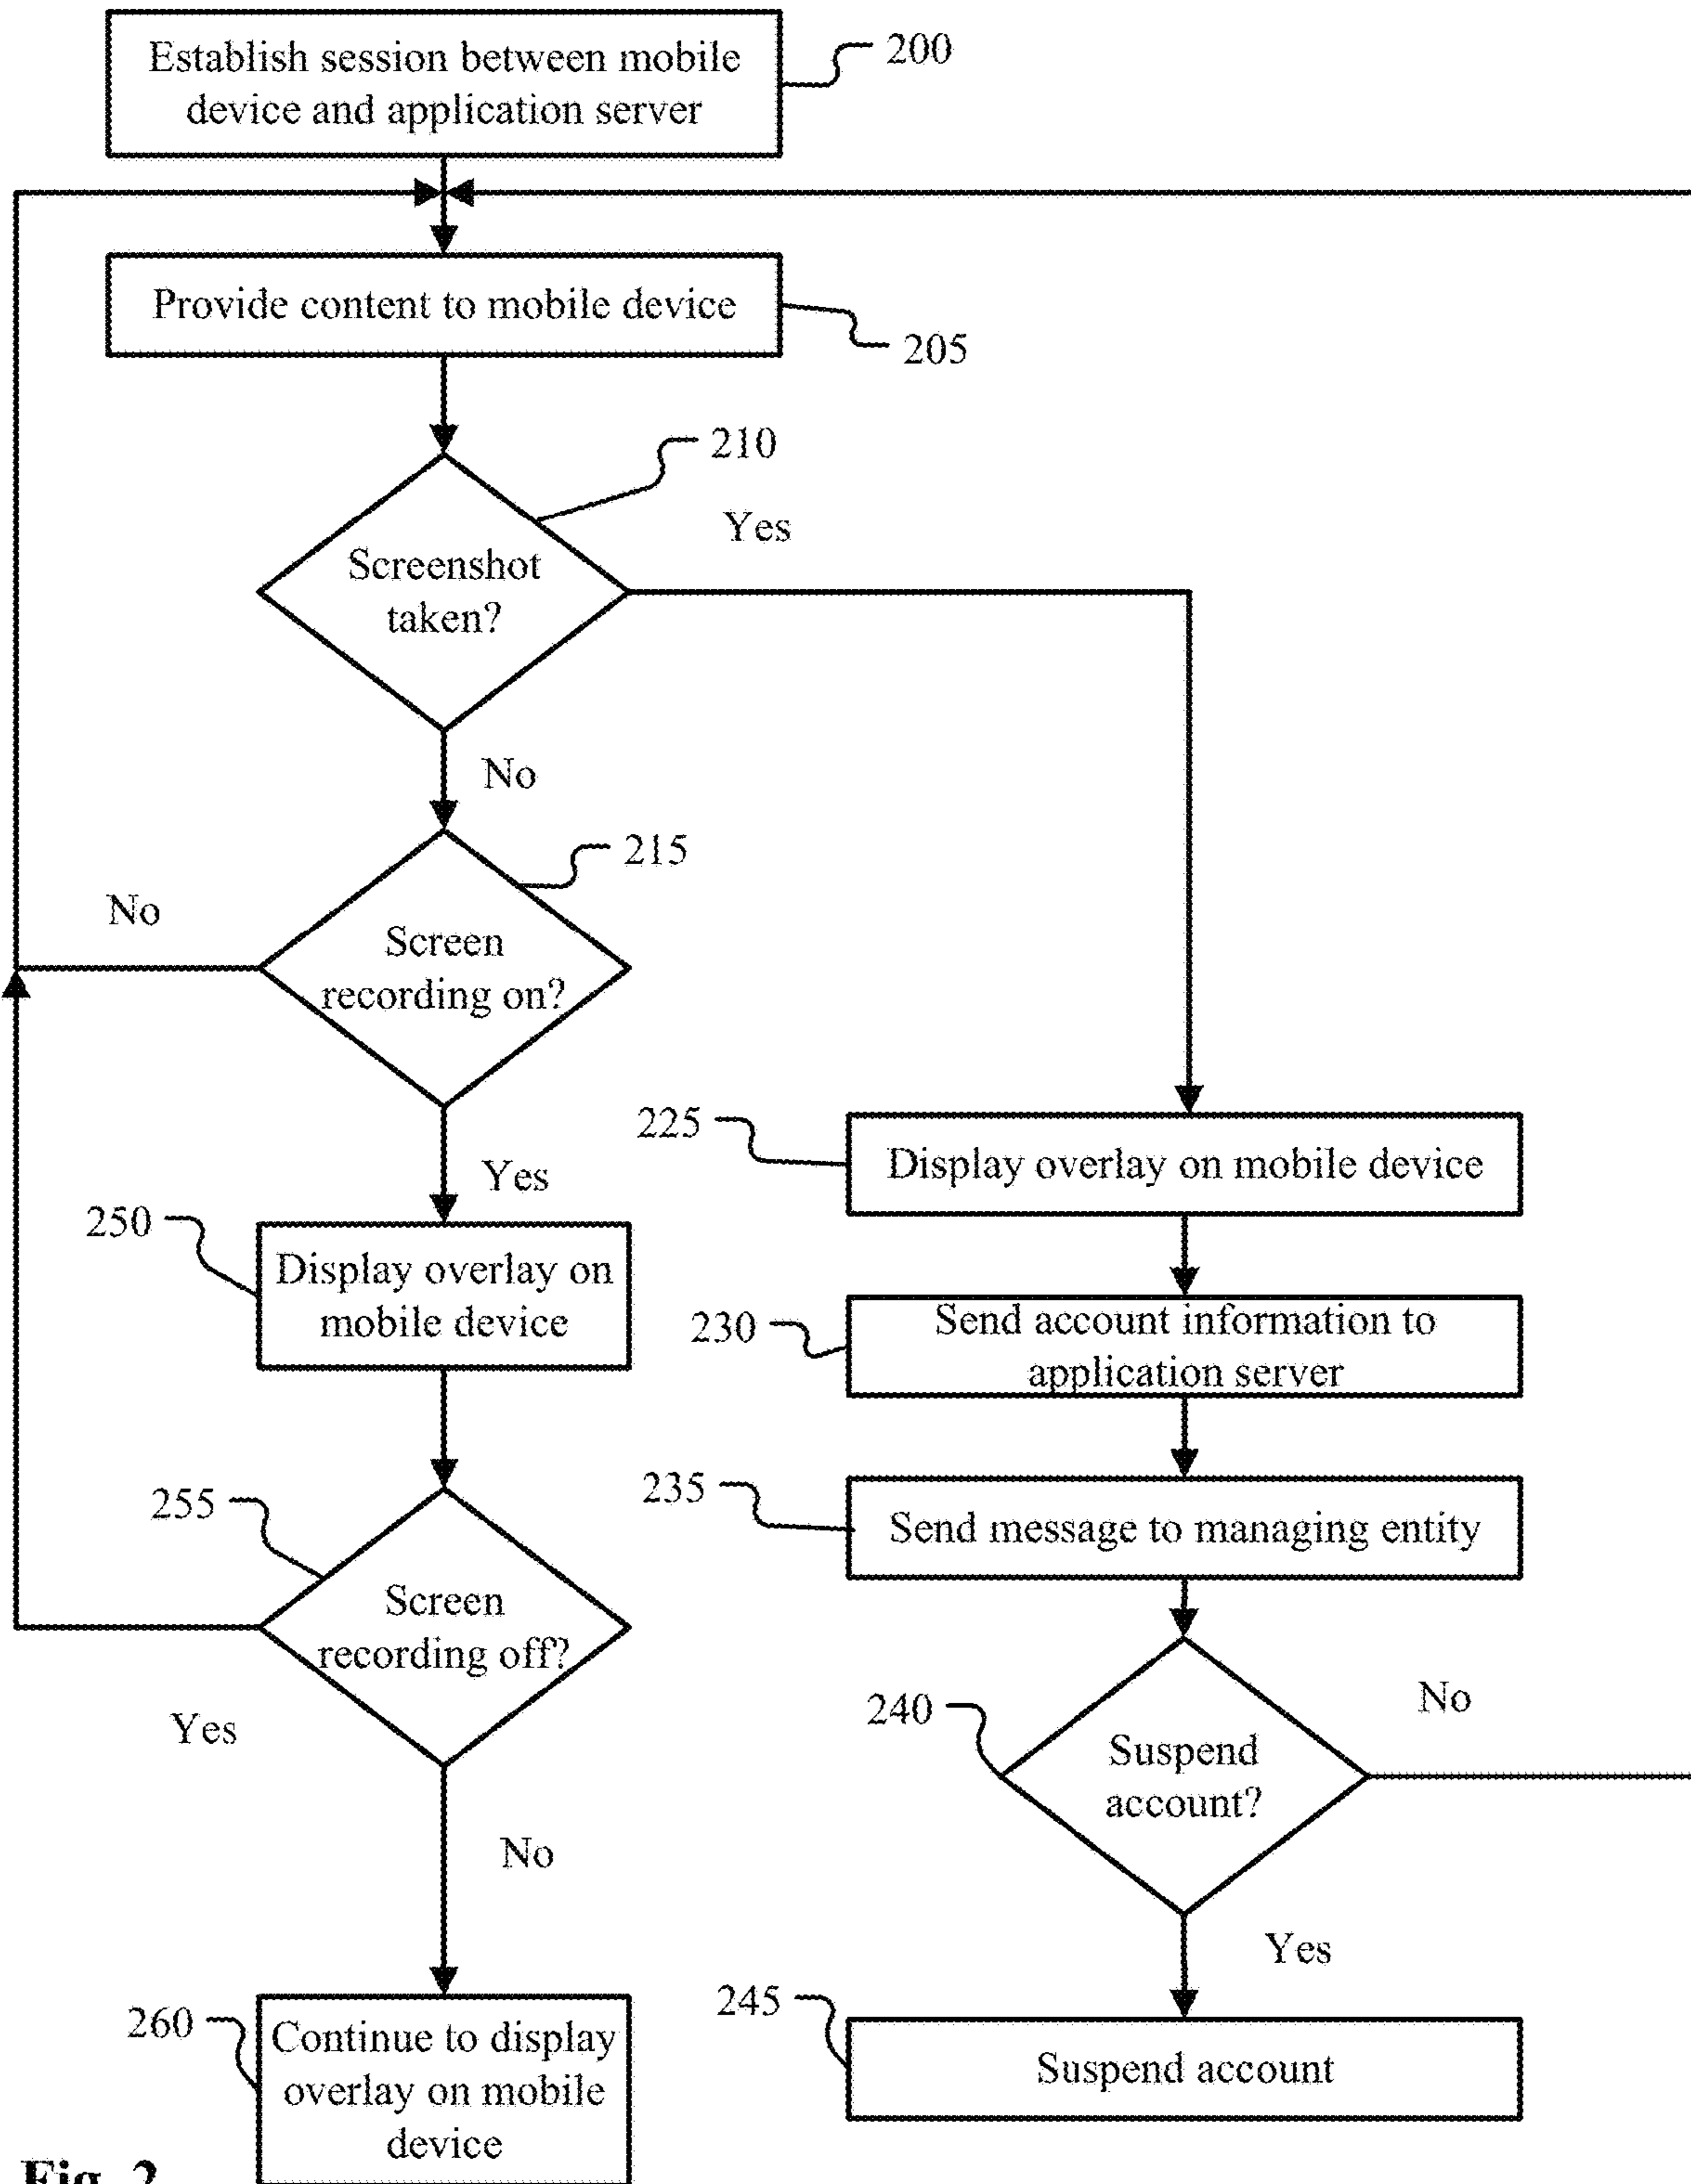 Establish session between mobile
device and application server
200
Provide content to mobile device
205
210
Yes
Screenshot
taken?
No
215
No
Screen
recording on?
225
Display overlay on mobile device
Yes
250
Display overlay on
mobile device
230
Send account information to
application server
235
Send message to managing entity
255
Screen
recording off?
Yes
240
No
Suspend
account?
No
Yes
245
Suspend account
260
Continue to display
overlay on mobile
device
Fig. 2